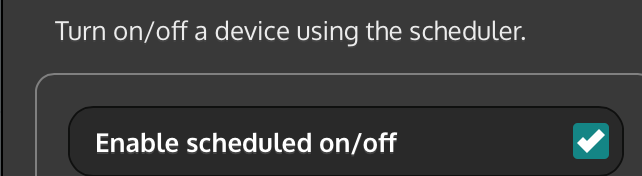 Turn on/off a device using the scheduler.
Enable scheduled on/off